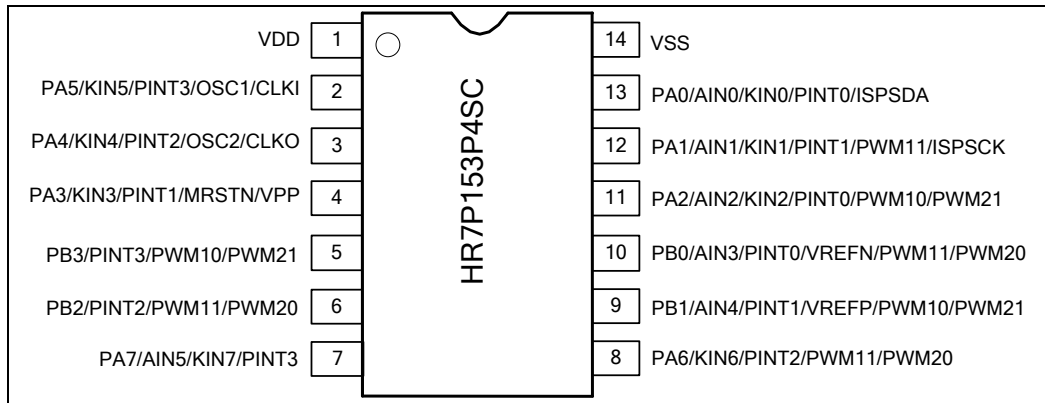 VDD 1 14 VSS
PA5/KIN5/PINT3/OSC1/CLKI 2 13 PA0/AIN0/KIN0/PINT0/ISPSDA
PA4/KIN4/PINT2/OSC2/CLKO 3 12 PA1/AIN1/KIN1/PINT1/PWM11/ISPSCK
PA3/KIN3/PINT1/MRSTN/VPP 4 11 PA2/AIN2/KIN2/PINT0/PWM10/PWM21
PB3/PINT3/PWM10/PWM21 5 10 PB0/AIN3/PINT0/VREFN/PWM11/PWM20
PB2/PINT2/PWM11/PWM20 6 9 PB1/AIN4/PINT1/VREFP/PWM10/PWM21
PA7/AIN5/KIN7/PINT3 7 8 PA6/KIN6/PINT2/PWM11/PWM20
HR7P153P4SC